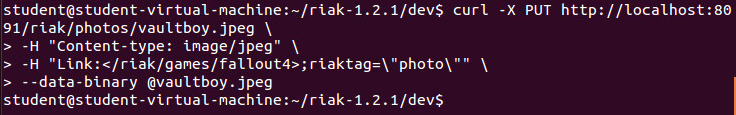 student@student-virtual-machine:~/riak-1.2.1/dev$ curl -X PUT http://localhost:80
91/riak/photos/vaultboy.jpeg \
> -H "Content-type: image/jpeg" \
> -H "Link:</riak/games/fallout4>;riaktag=\"photo\"" \
> --data-binary @vaultboy.jpeg
student@student-virtual-machine:~/riak-1.2.1/dev$